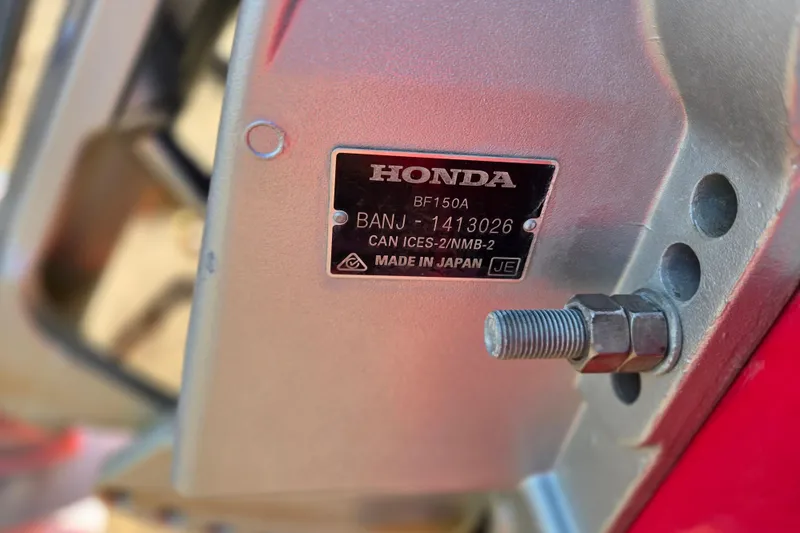 HONDA
BF150A
BANJ - 1413026
CAN ICES-2/NMB-2
MADE IN JAPAN JE